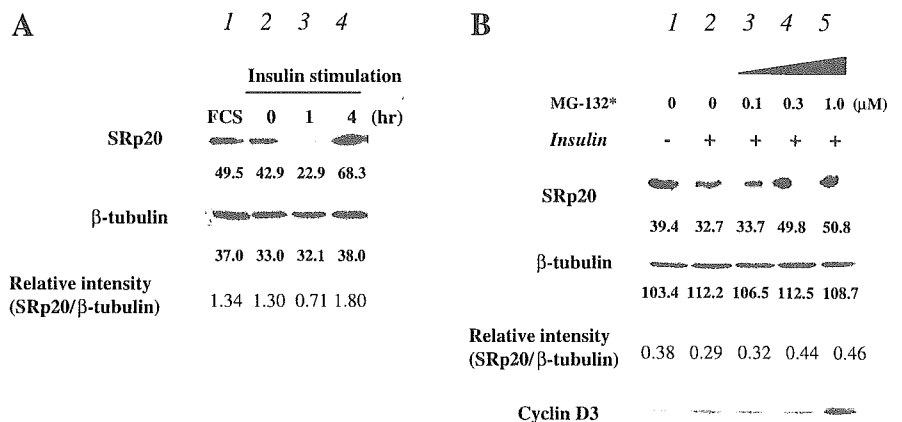 A
1 2 3 4
Insulin stimulation
FCS 0 1 4 (hr)
SRp20
49.5 42.9 22.9 68.3
β-tubulin
37.0 33.0 32.1 38.0
Relative intensity
(SRp20/β-tubulin)
1.34 1.30 0.71 1.80
B
1 2 3 4 5
MG-132* 0 0 0.1 0.3 1.0 (μM)
Insulin - + + + +
SRp20
39.4 32.7 33.7 49.8 50.8
β-tubulin
103.4 112.2 106.5 112.5 108.7
Relative intensity
(SRp20/β-tubulin)
0.38 0.29 0.32 0.44 0.46
Cyclin D3